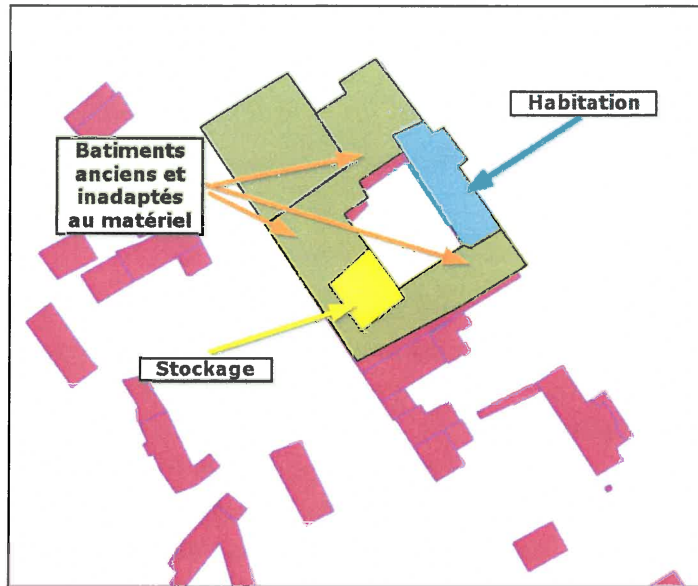 Habitation
Batiments
anciens et
inadaptés
au matériel
Stockage